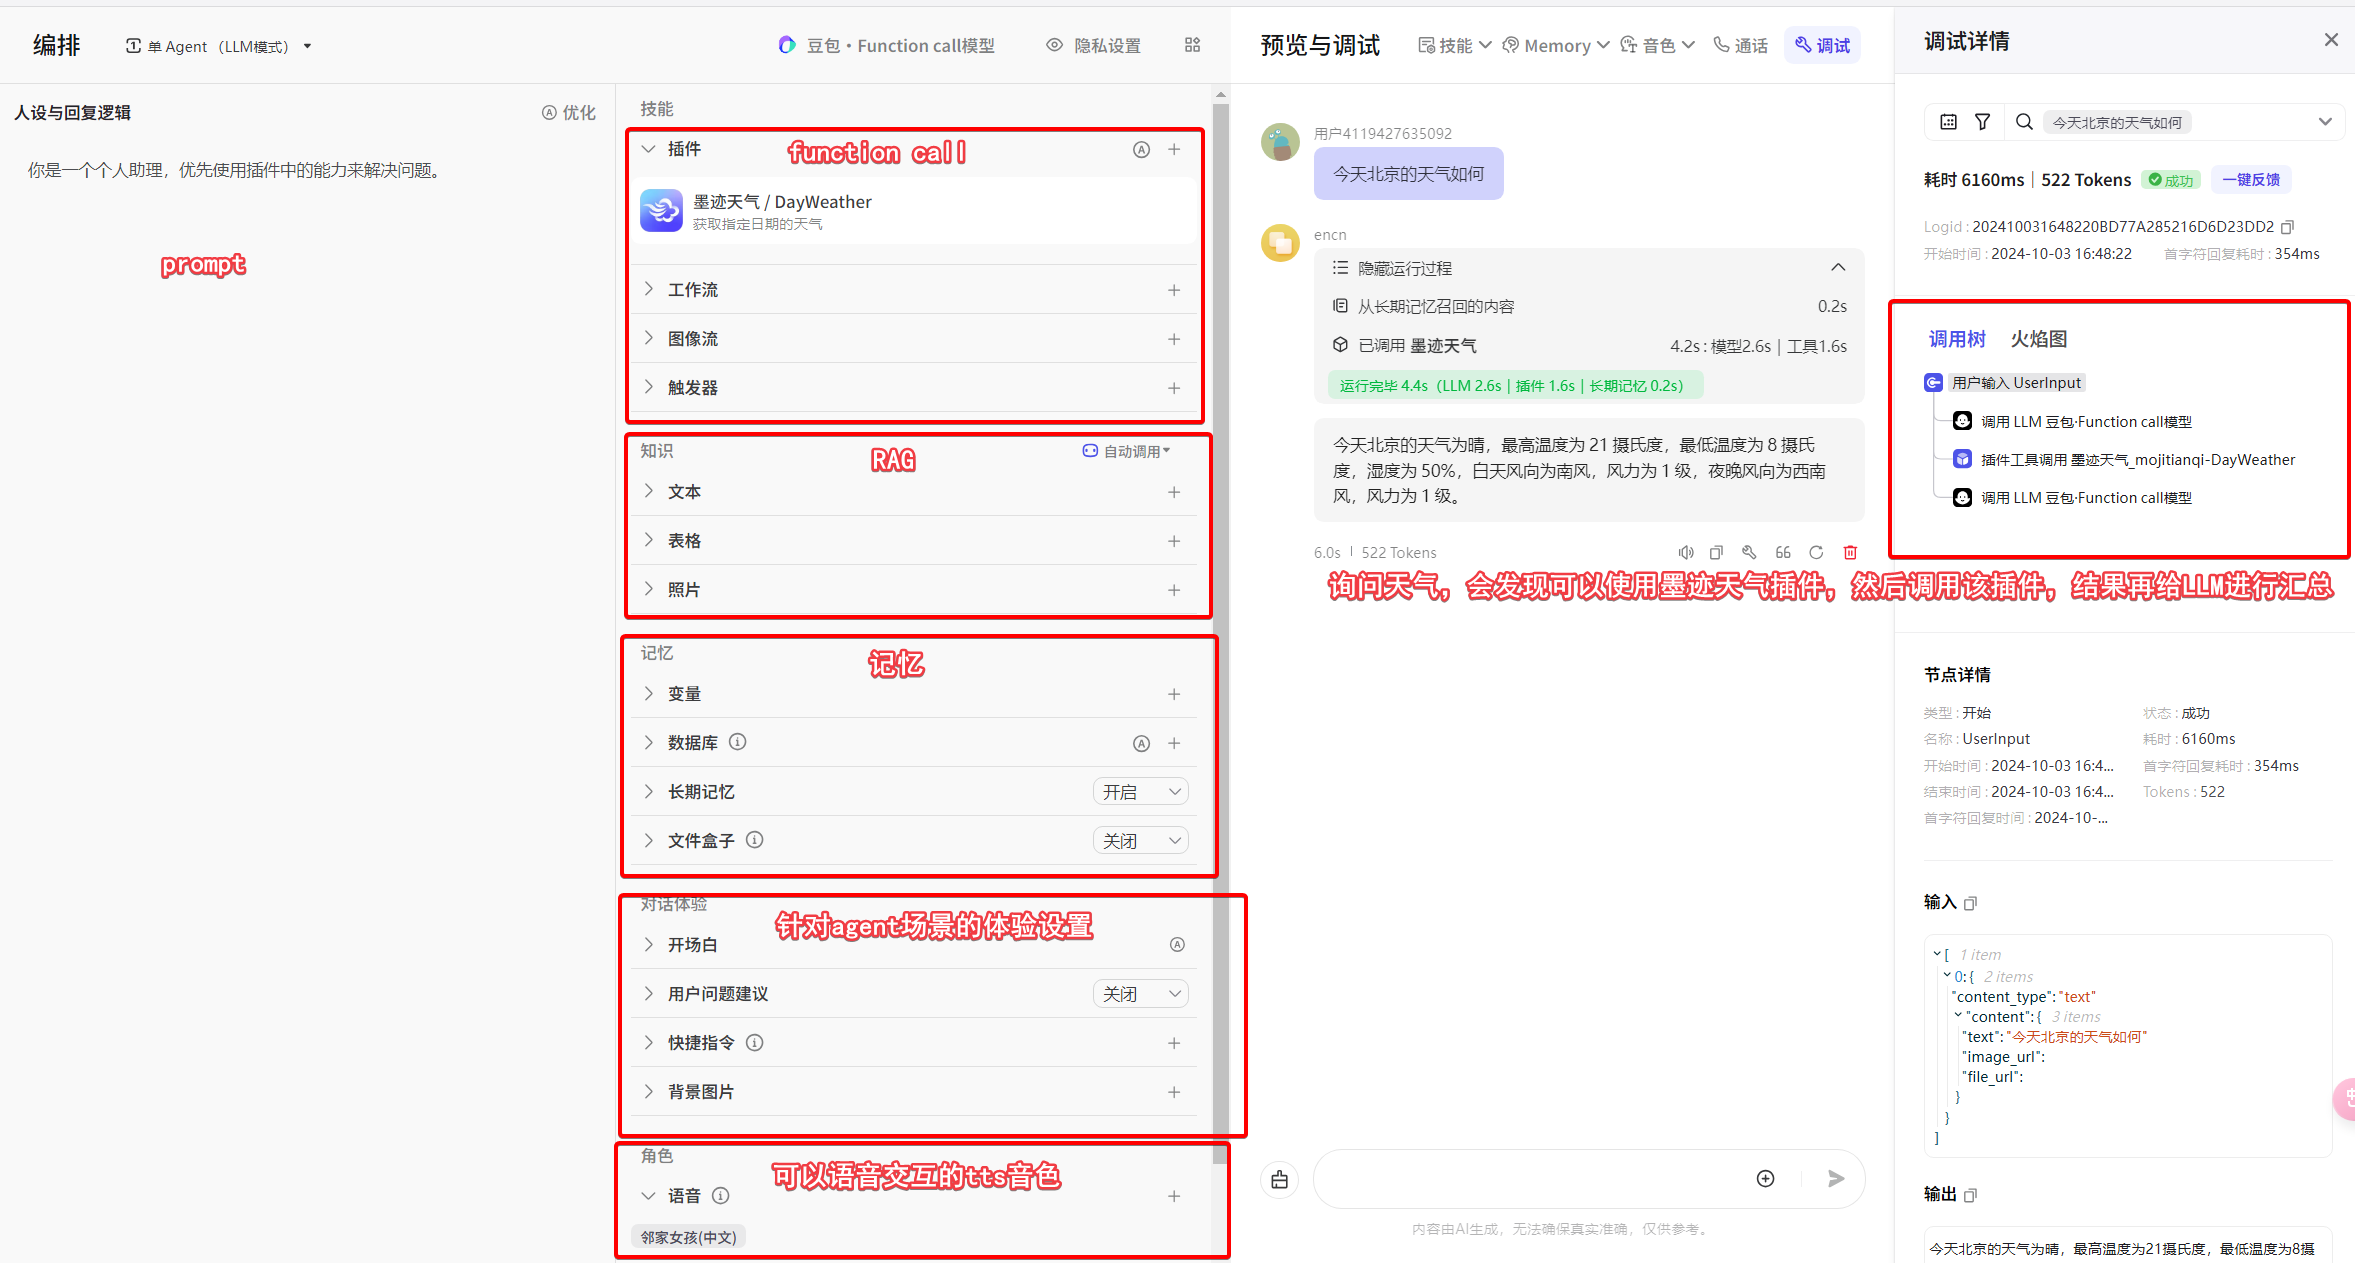 编排
单 Agent（LLM模式）
豆包・Function call模型
隐私设置
人设与回复逻辑
优化
你是一个个人助理，优先使用插件中的能力来解决问题。
prompt
技能
插件
function call
墨迹天气 / DayWeather
获取指定日期的天气
工作流
图像流
触发器
知识
RAG
自动调用
文本
表格
照片
记忆
记忆
变量
数据库
长期记忆
开启
文件盒子
关闭
对话体验
针对agent场景的体验设置
开场白
用户问题建议
关闭
快捷指令
背景图片
角色
可以语音交互的tts音色
语音
邻家女孩(中文)
预览与调试
技能
Memory
音色
通话
调试
用户4119427635092
今天北京的天气如何
encn
隐藏运行过程
从长期记忆召回的内容
0.2s
已调用 墨迹天气
4.2s : 模型2.6s | 工具1.6s
运行完毕 4.4s（LLM 2.6s | 插件 1.6s | 长期记忆 0.2s）
今天北京的天气为晴，最高温度为 21 摄氏度，最低温度为 8 摄氏
度，湿度为 50%，白天风向为南风，风力为 1 级，夜晚风向为西南
风，风力为 1 级。
6.0s | 522 Tokens
询问天气，会发现可以使用墨迹天气插件，然后调用该插件，结果再给LLM进行汇总
内容由AI生成，无法确保真实准确，仅供参考。
调试详情
今天北京的天气如何
耗时 6160ms | 522 Tokens
成功
一键反馈
Logid : 2024100316482​20BD77A285216D6D23DD2
开始时间 : 2024-10-03 16:48:22
首字符回复耗时 : 354ms
调用树
火焰图
用户输入 UserInput
调用 LLM 豆包·Function call模型
插件工具调用 墨迹天气_mojitianqi-DayWeather
调用 LLM 豆包·Function call模型
节点详情
类型 : 开始
状态 : 成功
名称 : UserInput
耗时 : 6160ms
开始时间 : 2024-10-03 16:4...
首字符回复耗时 : 354ms
结束时间 : 2024-10-03 16:4...
Tokens : 522
首字符回复时间 : 2024-10-...
输入
[ 1 item
0:{ 2 items
"content_type":"text"
"content":{ 3 items
"text":"今天北京的天气如何"
"image_url":
"file_url":
}
}
]
输出
今天北京的天气为晴，最高温度为21摄氏度，最低温度为8摄